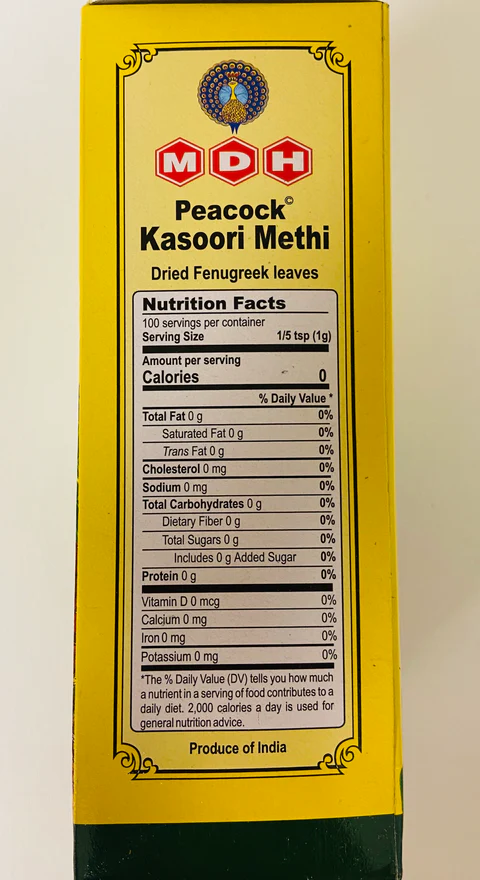 MDH
Peacock©
Kasoori Methi
Dried Fenugreek leaves
Nutrition Facts
100 servings per container
Serving Size 1/5 tsp (1g)
Amount per serving
Calories 0
% Daily Value *
Total Fat 0 g 0%
Saturated Fat 0 g 0%
Trans Fat 0 g 0%
Cholesterol 0 mg 0%
Sodium 0 mg 0%
Total Carbohydrates 0 g 0%
Dietary Fiber 0 g 0%
Total Sugars 0 g 0%
Includes 0 g Added Sugar 0%
Protein 0 g 0%
Vitamin D 0 mcg 0%
Calcium 0 mg 0%
Iron 0 mg 0%
Potassium 0 mg 0%
*The % Daily Value (DV) tells you how much
a nutrient in a serving of food contributes to a
daily diet. 2,000 calories a day is used for
general nutrition advice.
Produce of India